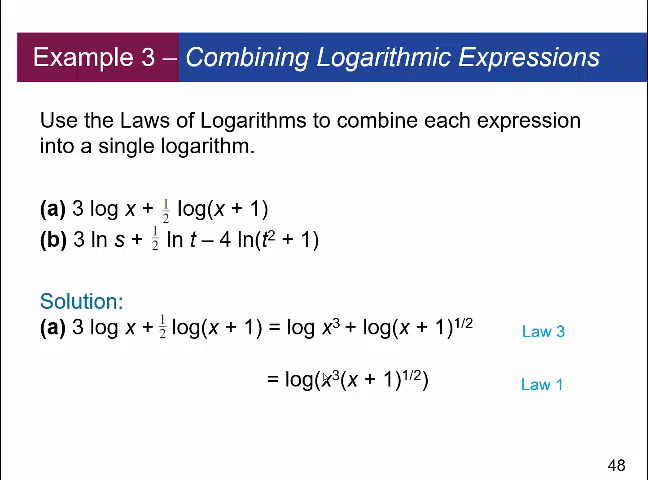 Example 3 – Combining Logarithmic Expressions
Use the Laws of Logarithms to combine each expression
into a single logarithm.
(a) 3 log x + 1/2 log(x + 1)
(b) 3 ln s + 1/2 ln t – 4 ln(t² + 1)
Solution:
(a) 3 log x + 1/2 log(x + 1) = log x³ + log(x + 1)^1/2 Law 3
= log(x³(x + 1)^1/2) Law 1
48